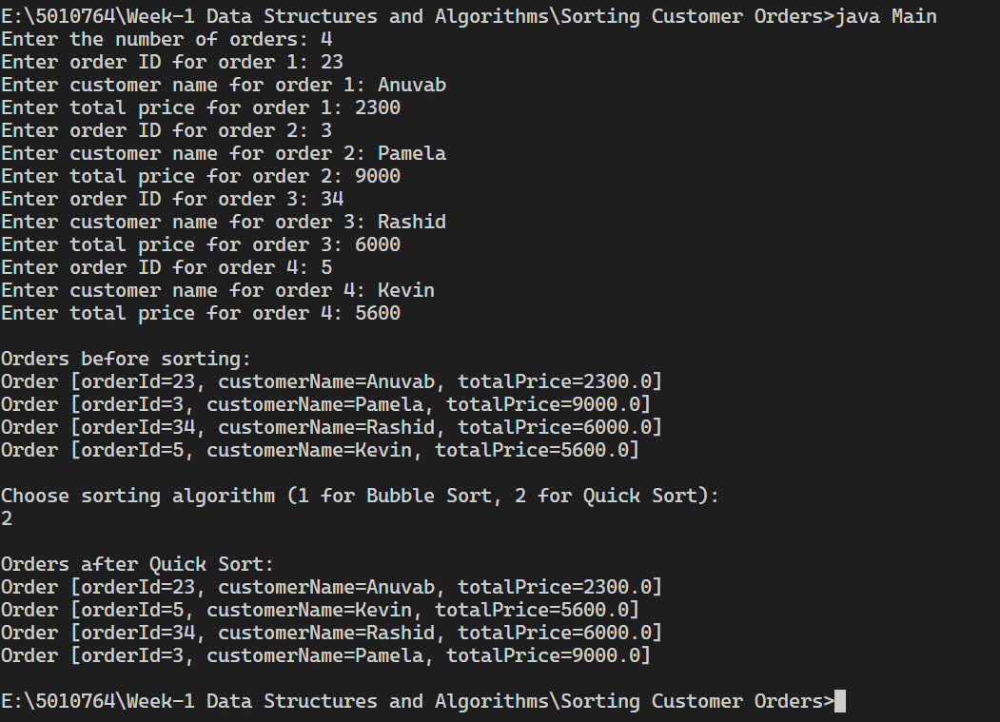 E:\5010764\Week-1 Data Structures and Algorithms\Sorting Customer Orders>java Main
Enter the number of orders: 4
Enter order ID for order 1: 23
Enter customer name for order 1: Anuvab
Enter total price for order 1: 2300
Enter order ID for order 2: 3
Enter customer name for order 2: Pamela
Enter total price for order 2: 9000
Enter order ID for order 3: 34
Enter customer name for order 3: Rashid
Enter total price for order 3: 6000
Enter order ID for order 4: 5
Enter customer name for order 4: Kevin
Enter total price for order 4: 5600
Orders before sorting:
Order [orderId=23, customerName=Anuvab, totalPrice=2300.0]
Order [orderId=3, customerName=Pamela, totalPrice=9000.0]
Order [orderId=34, customerName=Rashid, totalPrice=6000.0]
Order [orderId=5, customerName=Kevin, totalPrice=5600.0]
Choose sorting algorithm (1 for Bubble Sort, 2 for Quick Sort):
2
Orders after Quick Sort:
Order [orderId=23, customerName=Anuvab, totalPrice=2300.0]
Order [orderId=5, customerName=Kevin, totalPrice=5600.0]
Order [orderId=34, customerName=Rashid, totalPrice=6000.0]
Order [orderId=3, customerName=Pamela, totalPrice=9000.0]
E:\5010764\Week-1 Data Structures and Algorithms\Sorting Customer Orders>